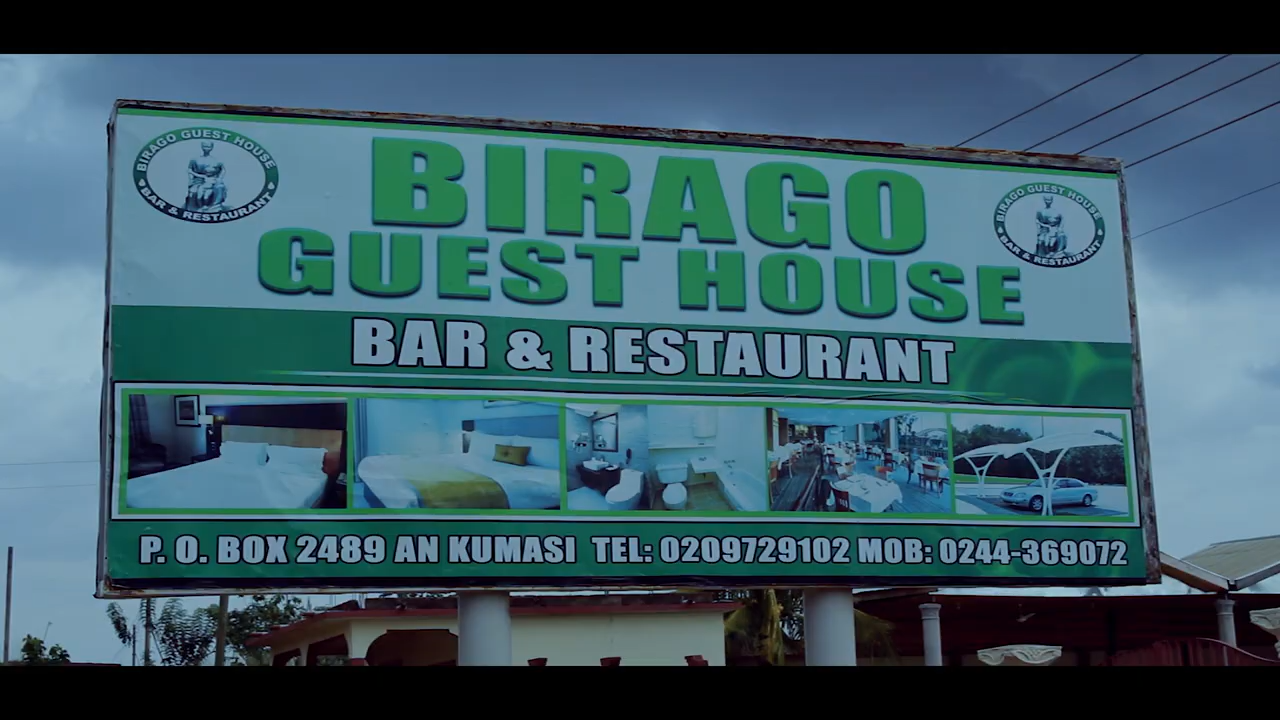 BIRAGO GUEST HOUSE
BAR & RESTAURANT
BIRAGO
GUEST HOUSE
BIRAGO GUEST HOUSE
BAR & RESTAURANT
BAR & RESTAURANT
P. O. BOX 2489 AN KUMASI TEL: 0209729102 MOB: 0244-369072